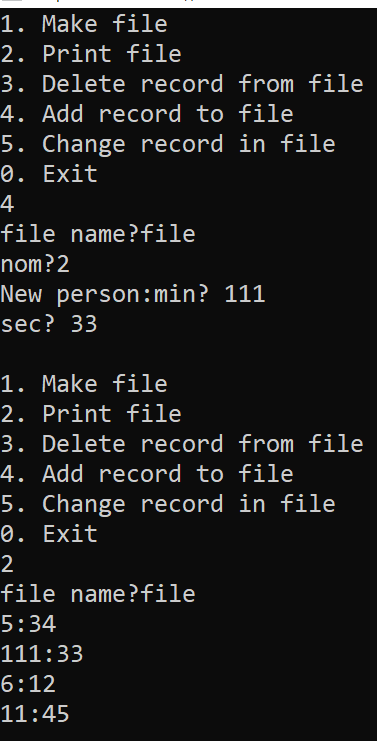 1. Make file
2. Print file
3. Delete record from file
4. Add record to file
5. Change record in file
0. Exit
4
file name?file
nom?2
New person:min? 111
sec? 33
1. Make file
2. Print file
3. Delete record from file
4. Add record to file
5. Change record in file
0. Exit
2
file name?file
5:34
111:33
6:12
11:45